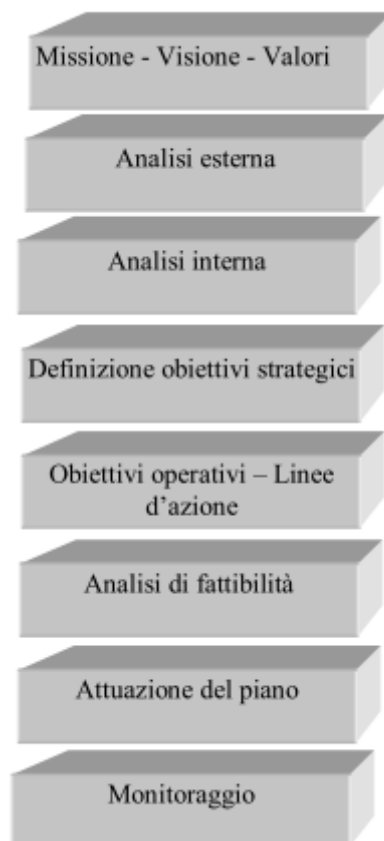 Missione - Visione - Valori
Analisi esterna
Analisi interna
Definizione obiettivi strategici
Obiettivi operativi – Linee
d’azione
Analisi di fattibilità
Attuazione del piano
Monitoraggio